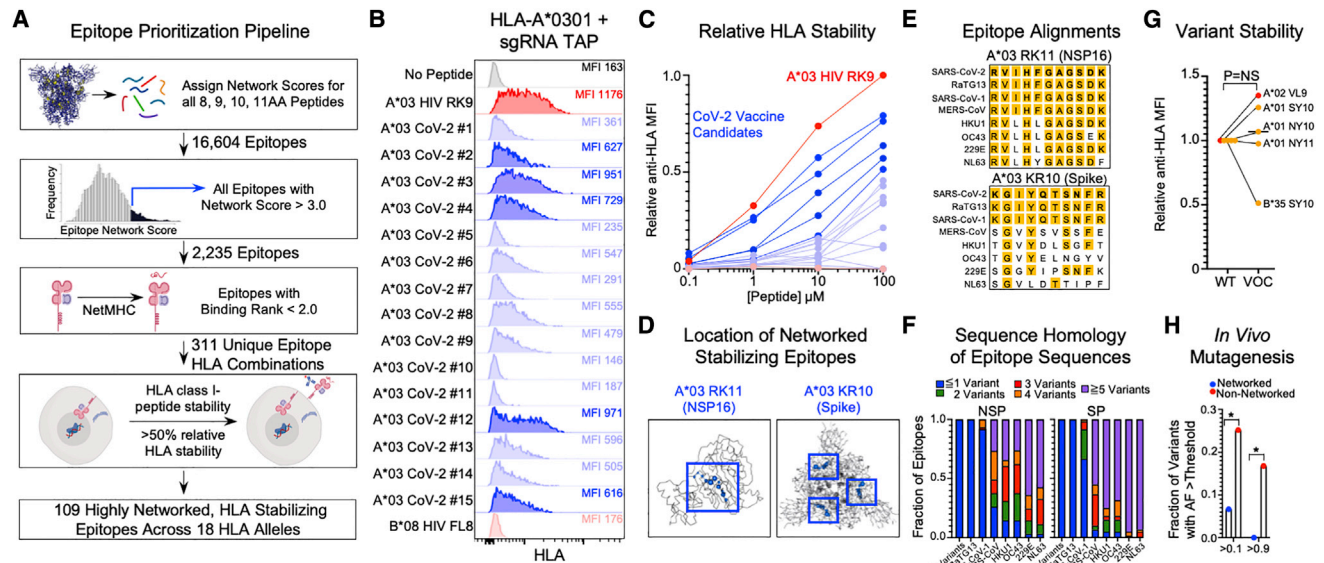 A
Epitope Prioritization Pipeline
Assign Network Scores for
all 8, 9, 10, 11AA Peptides
16,604 Epitopes
Frequency
Epitope Network Score
All Epitopes with
Network Score > 3.0
2,235 Epitopes
NetMHC
Epitopes with
Binding Rank < 2.0
311 Unique Epitope
HLA Combinations
HLA class I-
peptide stability
>50% relative
HLA stability
109 Highly Networked, HLA Stabilizing
Epitopes Across 18 HLA Alleles
B
HLA-A*0301 +
sgRNA TAP
No Peptide MFI 163
A*03 HIV RK9 MFI 1176
A*03 CoV-2 #1 MFI 361
A*03 CoV-2 #2 MFI 627
A*03 CoV-2 #3 MFI 951
A*03 CoV-2 #4 MFI 729
A*03 CoV-2 #5 MFI 235
A*03 CoV-2 #6 MFI 547
A*03 CoV-2 #7 MFI 291
A*03 CoV-2 #8 MFI 555
A*03 CoV-2 #9 MFI 479
A*03 CoV-2 #10 MFI 146
A*03 CoV-2 #11 MFI 187
A*03 CoV-2 #12 MFI 971
A*03 CoV-2 #13 MFI 596
A*03 CoV-2 #14 MFI 505
A*03 CoV-2 #15 MFI 616
B*08 HIV FL8 MFI 176
HLA
C
Relative HLA Stability
Relative anti-HLA MFI
1.0
0.5
0
A*03 HIV RK9
CoV-2 Vaccine
Candidates
0.1 1 10 100
[Peptide] µM
D
Location of Networked
Stabilizing Epitopes
A*03 RK11
(NSP16)
A*03 KR10
(Spike)
E
Epitope Alignments
A*03 RK11 (NSP16)
SARS-CoV-2 R V I H F G A G S D K
RaTG13 R V I H F G A G S D K
SARS-CoV-1 R V I H F G A G S D K
MERS-CoV R V I H F G A G S D K
HKU1 R V L H L G A G S D K
OC43 R V L H L G A G S E K
229E R V L H L G A G S D K
NL63 R V L H Y G A G S D F
A*03 KR10 (Spike)
SARS-CoV-2 K G I Y Q T S N F R
RaTG13 K G I Y Q T S N F R
SARS-CoV-1 K G I Y Q T S N F R
MERS-CoV S G V Y S V S S F E
HKU1 T G V Y D L S G F T
OC43 T G V Y E L N G Y V
229E S G G Y I P S N F K
NL63 S G V L D T T I P F
F
Sequence Homology
of Epitope Sequences
≦1 Variant
2 Variants
3 Variants
4 Variants
≧5 Variants
NSP SP
Fraction of Epitopes
1.0
0.5
0.0
HKU1
OC43
229E
NL63
HKU1
OC43
229E
NL63
G
Variant Stability
P=NS
Relative anti-HLA MFI
1.5
1.0
0.5
0
A*02 VL9
A*01 SY10
A*01 NY10
A*01 NY11
B*35 SY10
WT VOC
H
In Vivo
Mutagenesis
Networked
Non-Networked
Fraction of Variants
with AF >Threshold
0.3
0.2
0.1
0.0
*
*
>0.1 >0.9